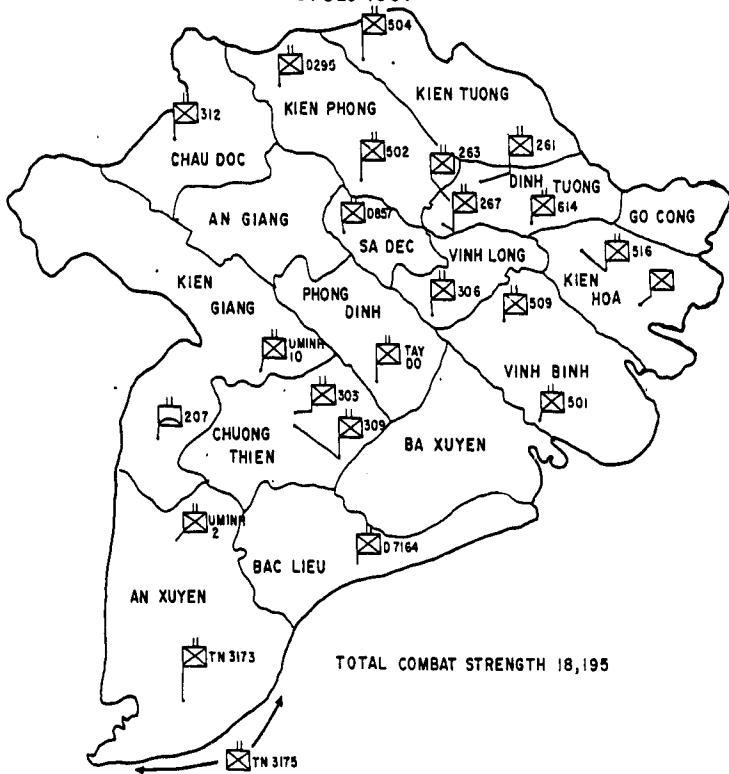 504
D295
KIEN TUONG
KIEN PHONG
312
502
263
261
CHAU DOC
DINH TUONG
267
614
D857
AN GIANG
GO CONG
SA DEC
VINH LONG
516
KIEN GIANG
PHONG DINH
306
509
KIEN HOA
UMINH 10
TAY DO
VINH BINH
303
501
207
309
CHUONG THIEN
BA XUYEN
UMINH 2
D7164
BAC LIEU
AN XUYEN
TN 3173
TOTAL COMBAT STRENGTH 18,195
TN 3175